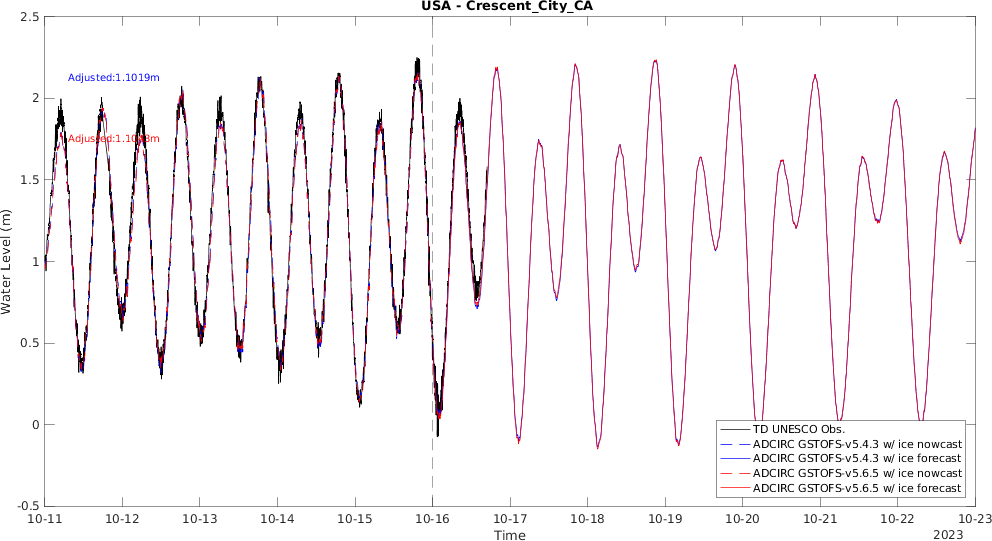 USA - Crescent_City_CA
2.5
2
1.5
1
0.5
0
-0.5
Water Level (m)
Adjusted:1.1019m
10-11 10-12 10-13 10-14 10-15 10-16 10-17 10-18 10-19 10-20 10-21 10-22 10-23
Time
2023
TD UNESCO Obs.
ADCIRC GSTOFS-v5.4.3 w/ ice nowcast
ADCIRC GSTOFS-v5.4.3 w/ ice forecast
ADCIRC GSTOFS-v5.6.5 w/ ice nowcast
ADCIRC GSTOFS-v5.6.5 w/ ice forecast